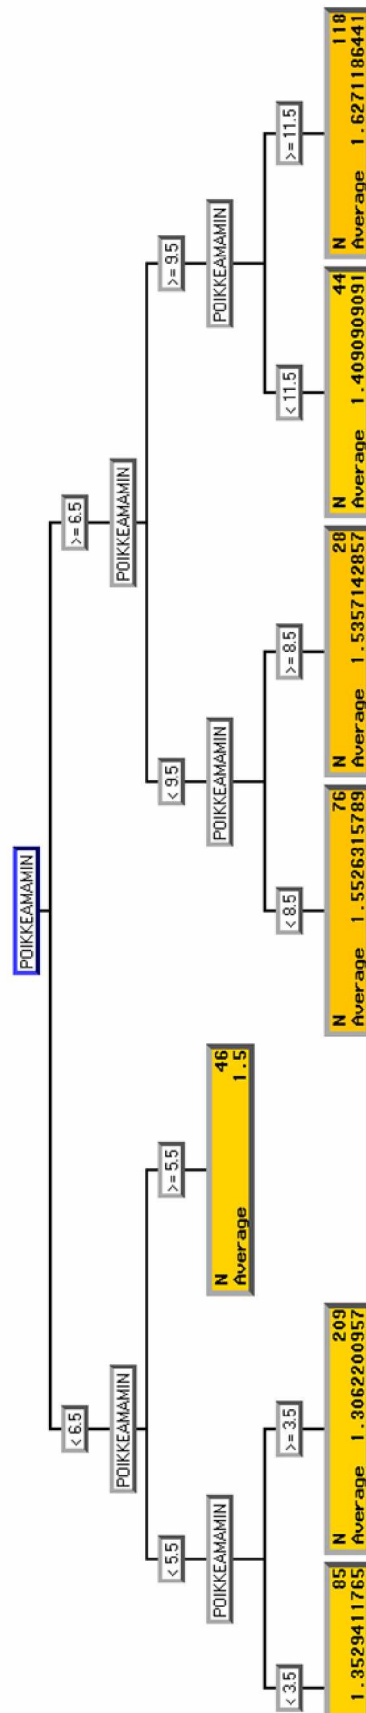 POIKKEAMAMIN
< 6.5
>= 6.5
POIKKEAMAMIN
POIKKEAMAMIN
< 5.5
>= 5.5
< 9.5
>= 9.5
POIKKEAMAMIN
N 46
Average 1.5
POIKKEAMAMIN
POIKKEAMAMIN
< 3.5
>= 3.5
< 8.5
>= 8.5
< 11.5
>= 11.5
85
1.3529411765
N 209
Average 1.3062200957
N 76
Average 1.5526315789
N 28
Average 1.5357142857
N 44
Average 1.4090909091
N 118
Average 1.6271186441